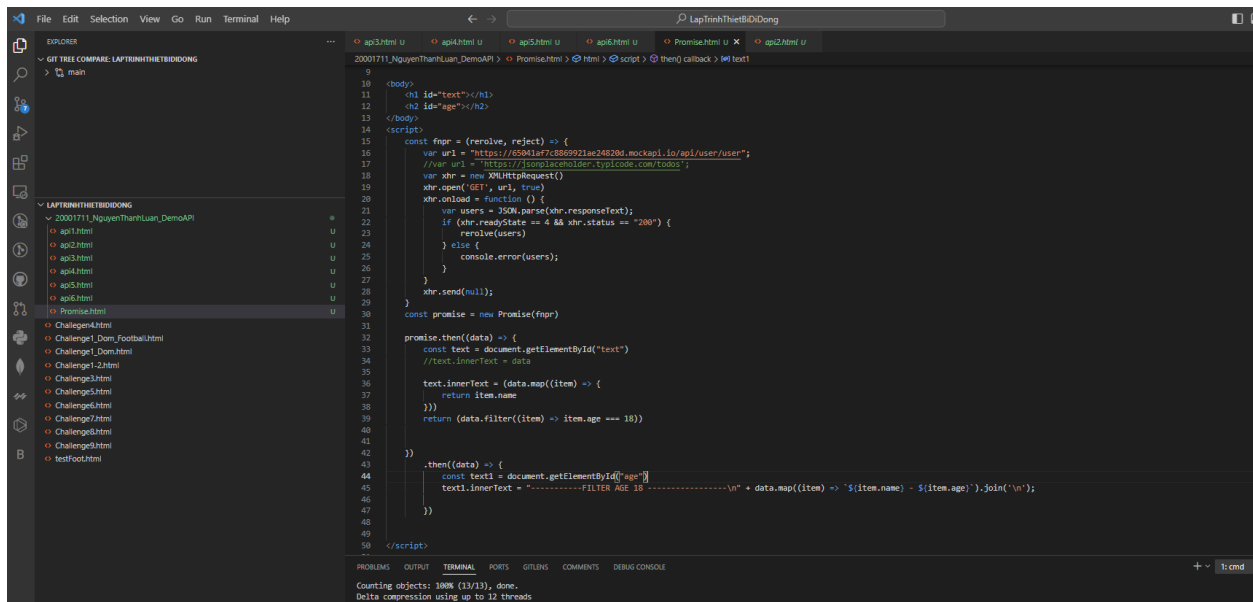 File Edit Selection View Go Run Terminal Help
LapTrinhThietBiDiDong
EXPLORER
GIT TREE COMPARE: LAPTRINHTHIETBIDIDONG
main
LAPTRINHTHIETBIDIDONG
20001711_NguyenThanhLuan_DemoAPI
api1.html U
api2.html U
api3.html U
api4.html U
api5.html U
api6.html U
Promise.html U
Challegen4.html
Challenge1_Dom_Football.html
Challenge1_Dom.html
Challenge1-2.html
Challenge3.html
Challenge5.html
Challenge6.html
Challenge7.html
Challenge8.html
Challenge9.html
testFoot.html
api3.html U api4.html U api5.html U api6.html U Promise.html U api2.html U
20001711_NguyenThanhLuan_DemoAPI > Promise.html > html > script > then() callback > text1
9
10 <body>
11 <h1 id="text"></h1>
12 <h2 id="age"></h2>
13 </body>
14 <script>
15 const fnpr = (rerolve, reject) => {
16 var url = "https://65041af7c8869921ae24820d.mockapi.io/api/user/user";
17 //var url = 'https://jsonplaceholder.typicode.com/todos';
18 var xhr = new XMLHttpRequest()
19 xhr.open('GET', url, true)
20 xhr.onload = function () {
21 var users = JSON.parse(xhr.responseText);
22 if (xhr.readyState == 4 && xhr.status == "200") {
23 rerolve(users)
24 } else {
25 console.error(users);
26 }
27 }
28 xhr.send(null);
29 }
30 const promise = new Promise(fnpr)
31
32 promise.then((data) => {
33 const text = document.getElementById("text")
34 //text.innerText = data
35
36 text.innerText = (data.map((item) => {
37 return item.name
38 }))
39 return (data.filter((item) => item.age === 18))
40
41
42 })
43 .then((data) => {
44 const text1 = document.getElementById("age")
45 text1.innerText = "-----------FILTER AGE 18 -----------------\n" + data.map((item) => `${item.name} - ${item.age}`).join('\n');
46
47 })
48
49
50 </script>
PROBLEMS OUTPUT TERMINAL PORTS GITLENS COMMENTS DEBUG CONSOLE
1: cmd
Counting objects: 100% (13/13), done.
Delta compression using up to 12 threads